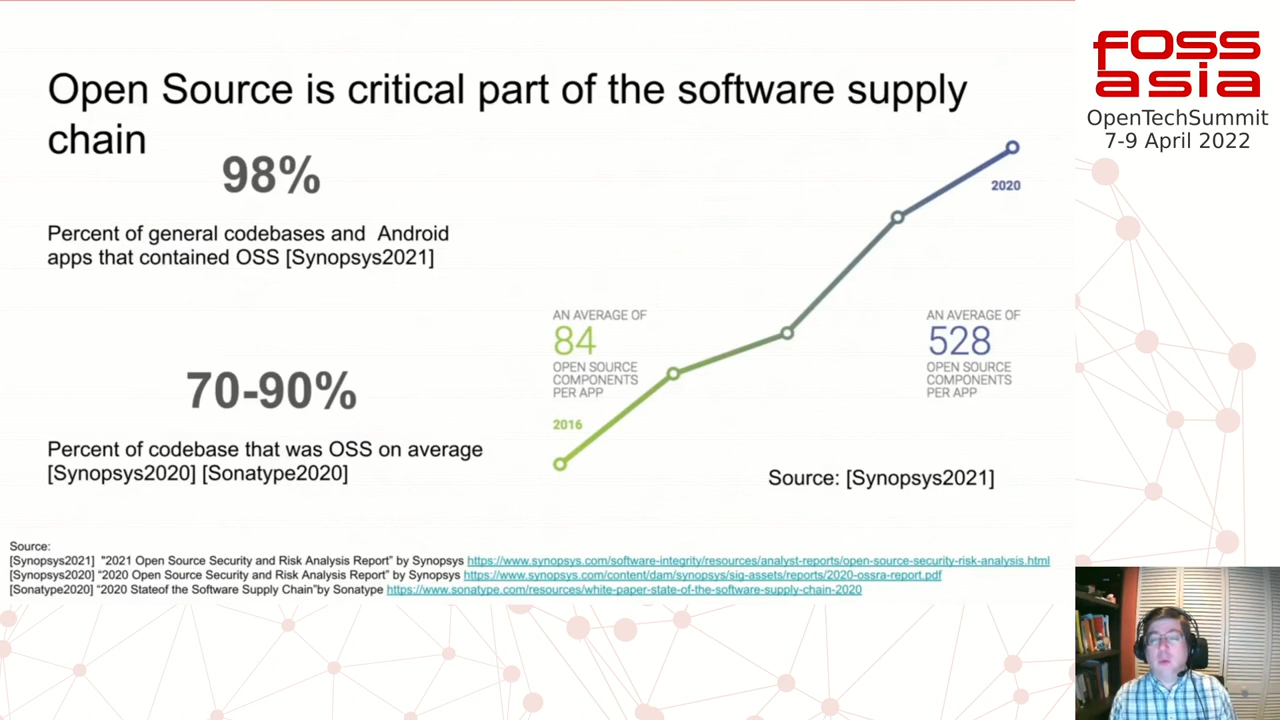 Open Source is critical part of the software supply
chain
98%
Percent of general codebases and Android
apps that contained OSS [Synopsys2021]
70-90%
Percent of codebase that was OSS on average
[Synopsys2020] [Sonatype2020]
2020
AN AVERAGE OF
84
OPEN SOURCE
COMPONENTS
PER APP
2016
AN AVERAGE OF
528
OPEN SOURCE
COMPONENTS
PER APP
Source: [Synopsys2021]
Source:
[Synopsys2021] "2021 Open Source Security and Risk Analysis Report" by Synopsys https://www.synopsys.com/software-integrity/resources/analyst-reports/open-source-security-risk-analysis.html
[Synopsys2020] "2020 Open Source Security and Risk Analysis Report" by Synopsys https://www.synopsys.com/content/dam/synopsys/sig-assets/reports/2020-ossra-report.pdf
[Sonatype2020] "2020 Stateof the Software Supply Chain"by Sonatype https://www.sonatype.com/resources/white-paper-state-of-the-software-supply-chain-2020
foss
asia
OpenTechSummit
7-9 April 2022